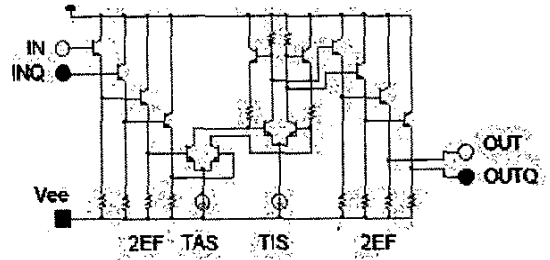 IN
INQ
OUT
OUTQ
Vee
2EF TAS TIS 2EF